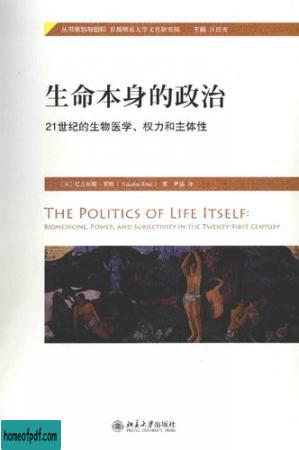 丛书策划与组织 首都师范大学文化研究院 主编 汪民安
生命本身的政治
21世纪的生物医学、权力和主体性
〔英〕尼古拉斯·罗斯（Nikolas Rose） 著 尹晶 译
THE POLITICS OF LIFE ITSELF:
BIOMEDICINE, POWER, AND SUBJECTIVITY IN THE TWENTY-FIRST CENTURY
北京大学出版社
PEKING UNIVERSITY PRESS
homeofpdf.com
homeofpdf.com